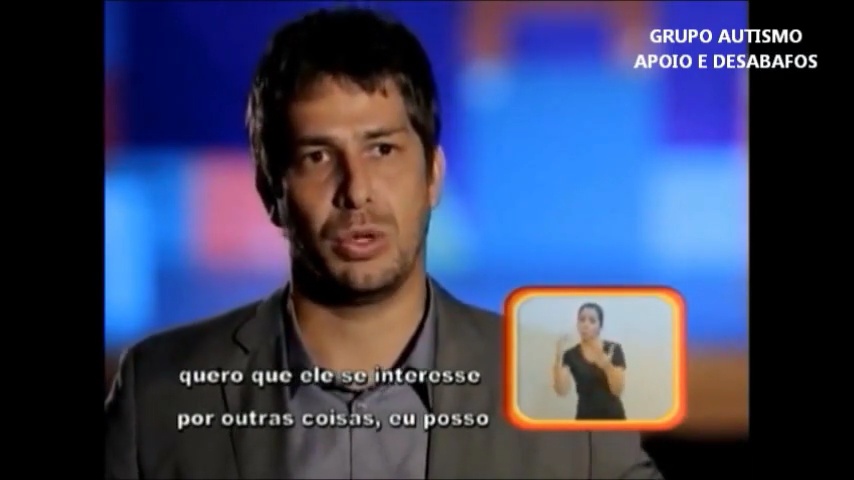 GRUPO AUTISMO
APOIO E DESABAFOS
quero que ele se interesse
por outras coisas, eu posso